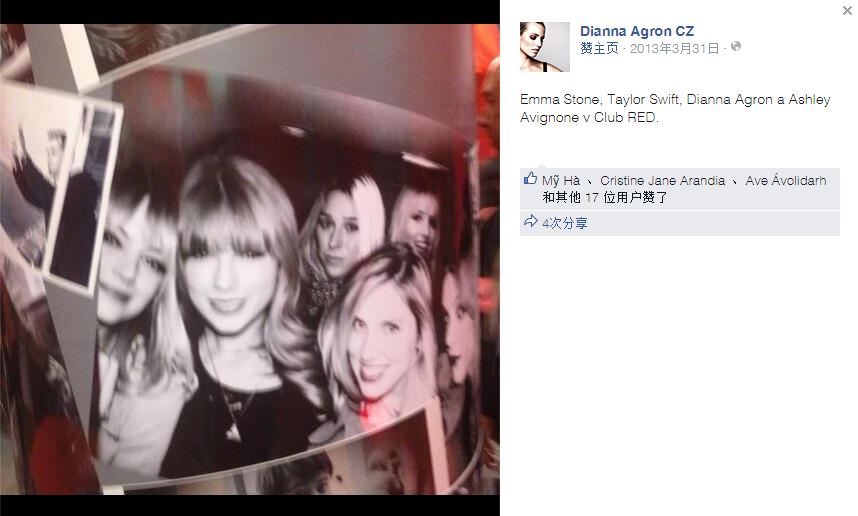 Dianna Agron CZ
赞主页 · 2013年3月31日 ·
Emma Stone, Taylor Swift, Dianna Agron a Ashley
Avignone v Club RED.
Mỹ Hà 、 Cristine Jane Arandia 、 Ave Ávolidarh
和其他 17 位用户赞了
4次分享